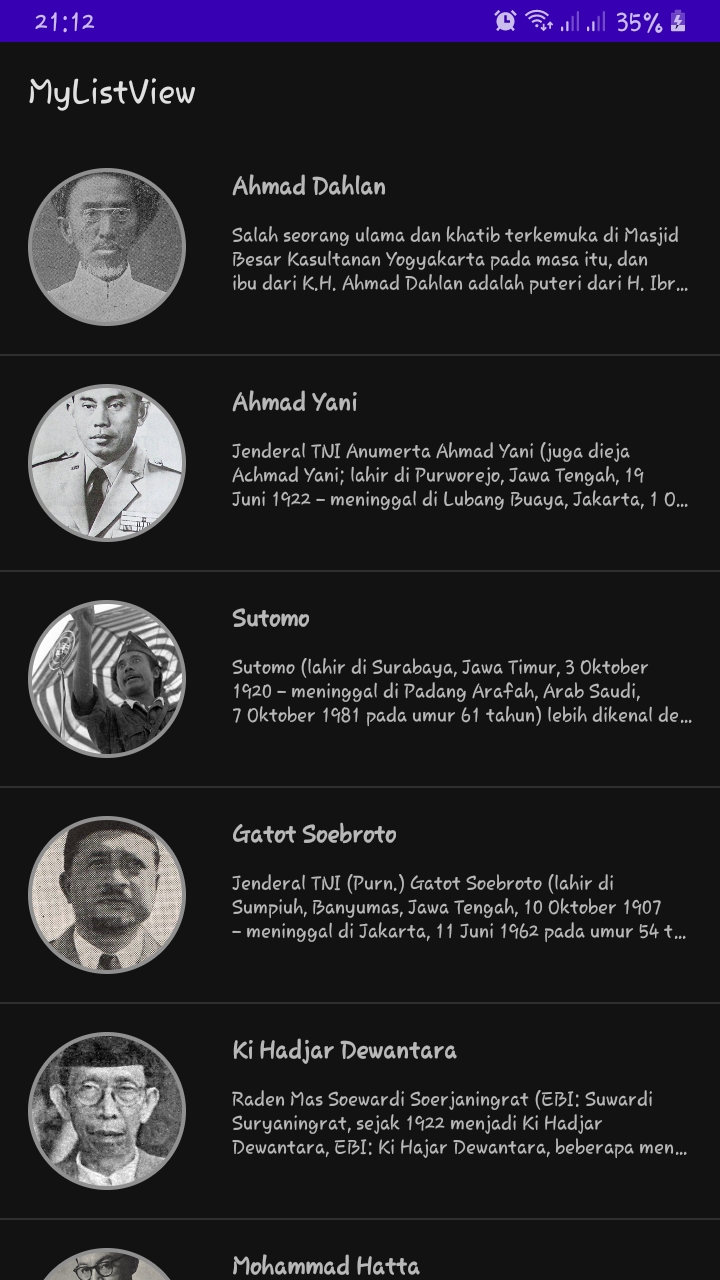 21:12 35%
MyListView
Ahmad Dahlan
Salah seorang ulama dan khatib terkemuka di Masjid
Besar Kasultanan Yogyakarta pada masa itu, dan
ibu dari K.H. Ahmad Dahlan adalah puteri dari H. Ibr...
Ahmad Yani
Jenderal TNI Anumerta Ahmad Yani (juga dieja
Achmad Yani; lahir di Purworejo, Jawa Tengah, 19
Juni 1922 – meninggal di Lubang Buaya, Jakarta, 1 O...
Sutomo
Sutomo (lahir di Surabaya, Jawa Timur, 3 Oktober
1920 – meninggal di Padang Arafah, Arab Saudi,
7 Oktober 1981 pada umur 61 tahun) lebih dikenal de...
Gatot Soebroto
Jenderal TNI (Purn.) Gatot Soebroto (lahir di
Sumpiuh, Banyumas, Jawa Tengah, 10 Oktober 1907
– meninggal di Jakarta, 11 Juni 1962 pada umur 54 t...
Ki Hadjar Dewantara
Raden Mas Soewardi Soerjaningrat (EBI: Suwardi
Suryaningrat, sejak 1922 menjadi Ki Hadjar
Dewantara, EBI: Ki Hajar Dewantara, beberapa men...
Mohammad Hatta